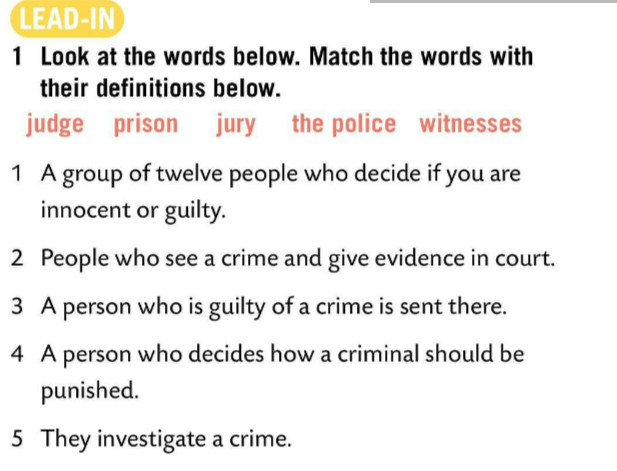 LEAD-IN
1 Look at the words below. Match the words with
their definitions below.
judge prison jury the police witnesses
1 A group of twelve people who decide if you are
innocent or guilty.
2 People who see a crime and give evidence in court.
3 A person who is guilty of a crime is sent there.
4 A person who decides how a criminal should be
punished.
5 They investigate a crime.